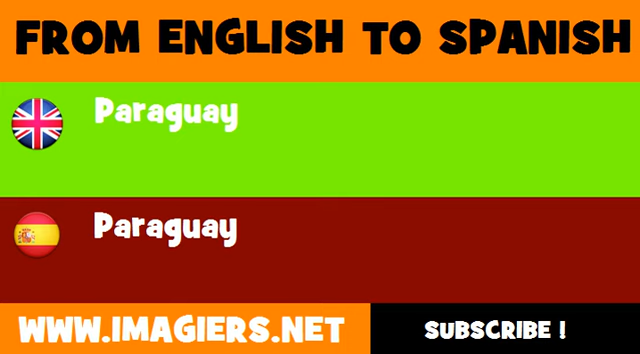 FROM ENGLISH TO SPANISH
Paraguay
Paraguay
WWW.IMAGIERS.NET
SUBSCRIBE !